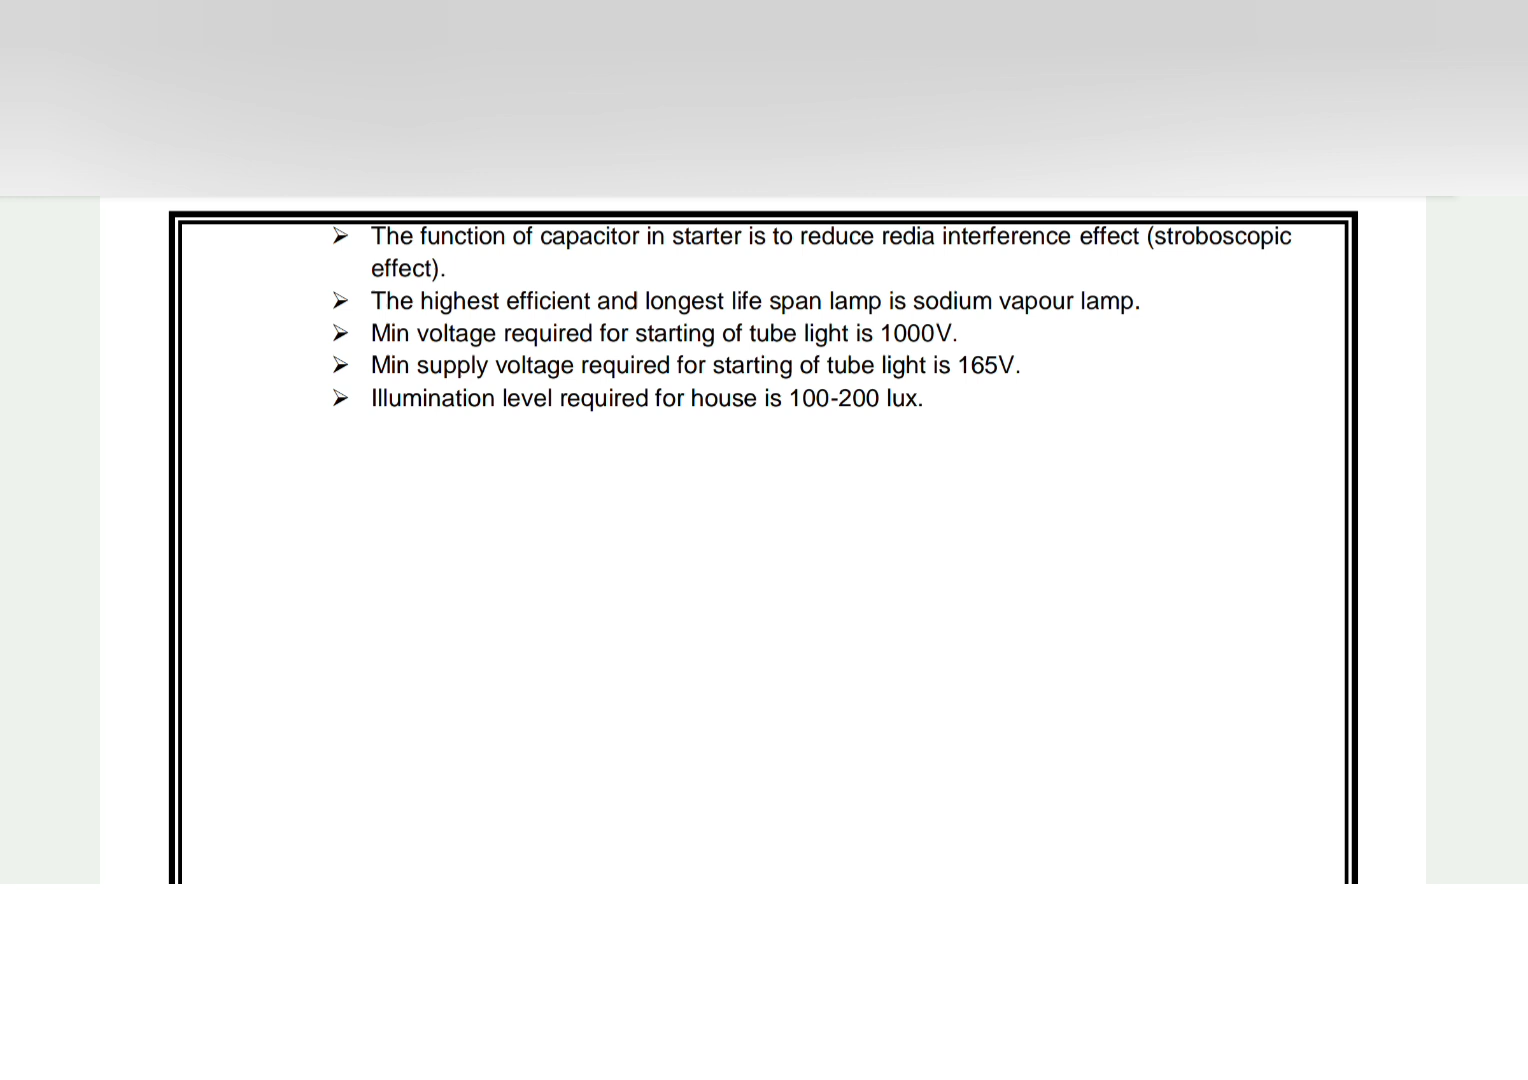 ➢ The function of capacitor in starter is to reduce redia interference effect (stroboscopic
effect).
➢ The highest efficient and longest life span lamp is sodium vapour lamp.
➢ Min voltage required for starting of tube light is 1000V.
➢ Min supply voltage required for starting of tube light is 165V.
➢ Illumination level required for house is 100-200 lux.